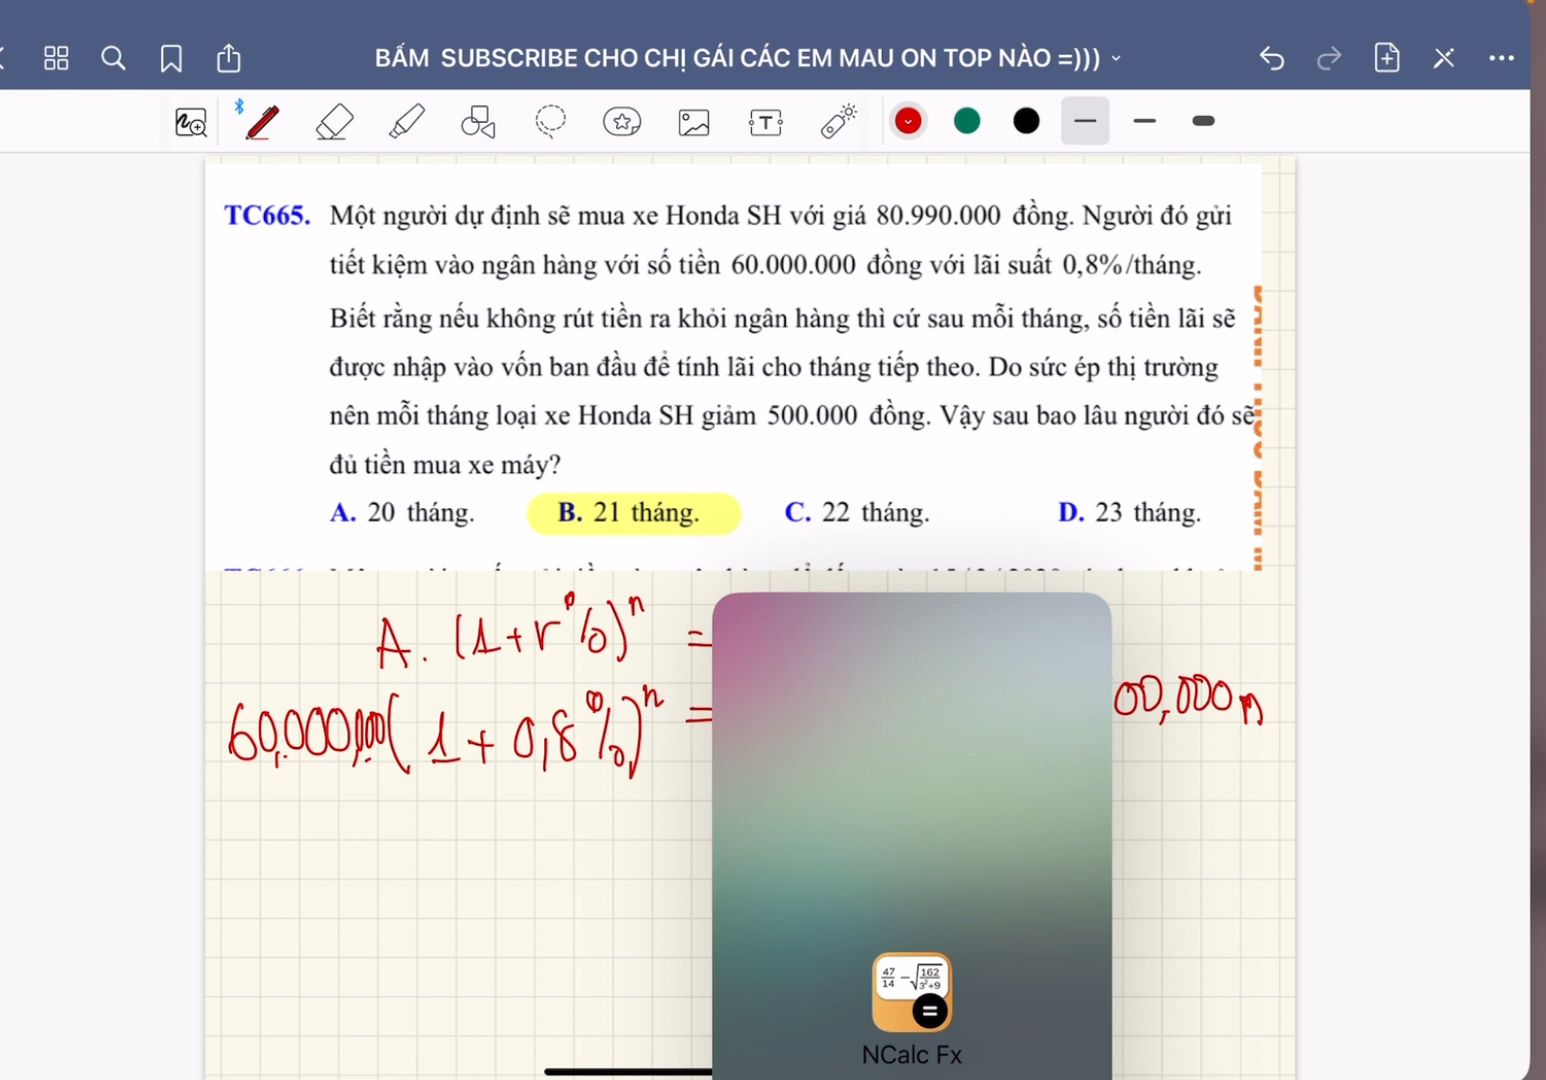 BẤM SUBSCRIBE CHO CHỊ GÁI CÁC EM MAU ON TOP NÀO =)))
TC665. Một người dự định sẽ mua xe Honda SH với giá 80.990.000 đồng. Người đó gửi
tiết kiệm vào ngân hàng với số tiền 60.000.000 đồng với lãi suất 0,8%/tháng.
Biết rằng nếu không rút tiền ra khỏi ngân hàng thì cứ sau mỗi tháng, số tiền lãi sẽ
được nhập vào vốn ban đầu để tính lãi cho tháng tiếp theo. Do sức ép thị trường
nên mỗi tháng loại xe Honda SH giảm 500.000 đồng. Vậy sau bao lâu người đó sẽ
đủ tiền mua xe máy?
A. 20 tháng. B. 21 tháng. C. 22 tháng. D. 23 tháng.
A. (1+r%)^n =
60,000,000(1+0,8%)^n = 00,000n
47/14 - √162/3²+9
=
NCalc Fx